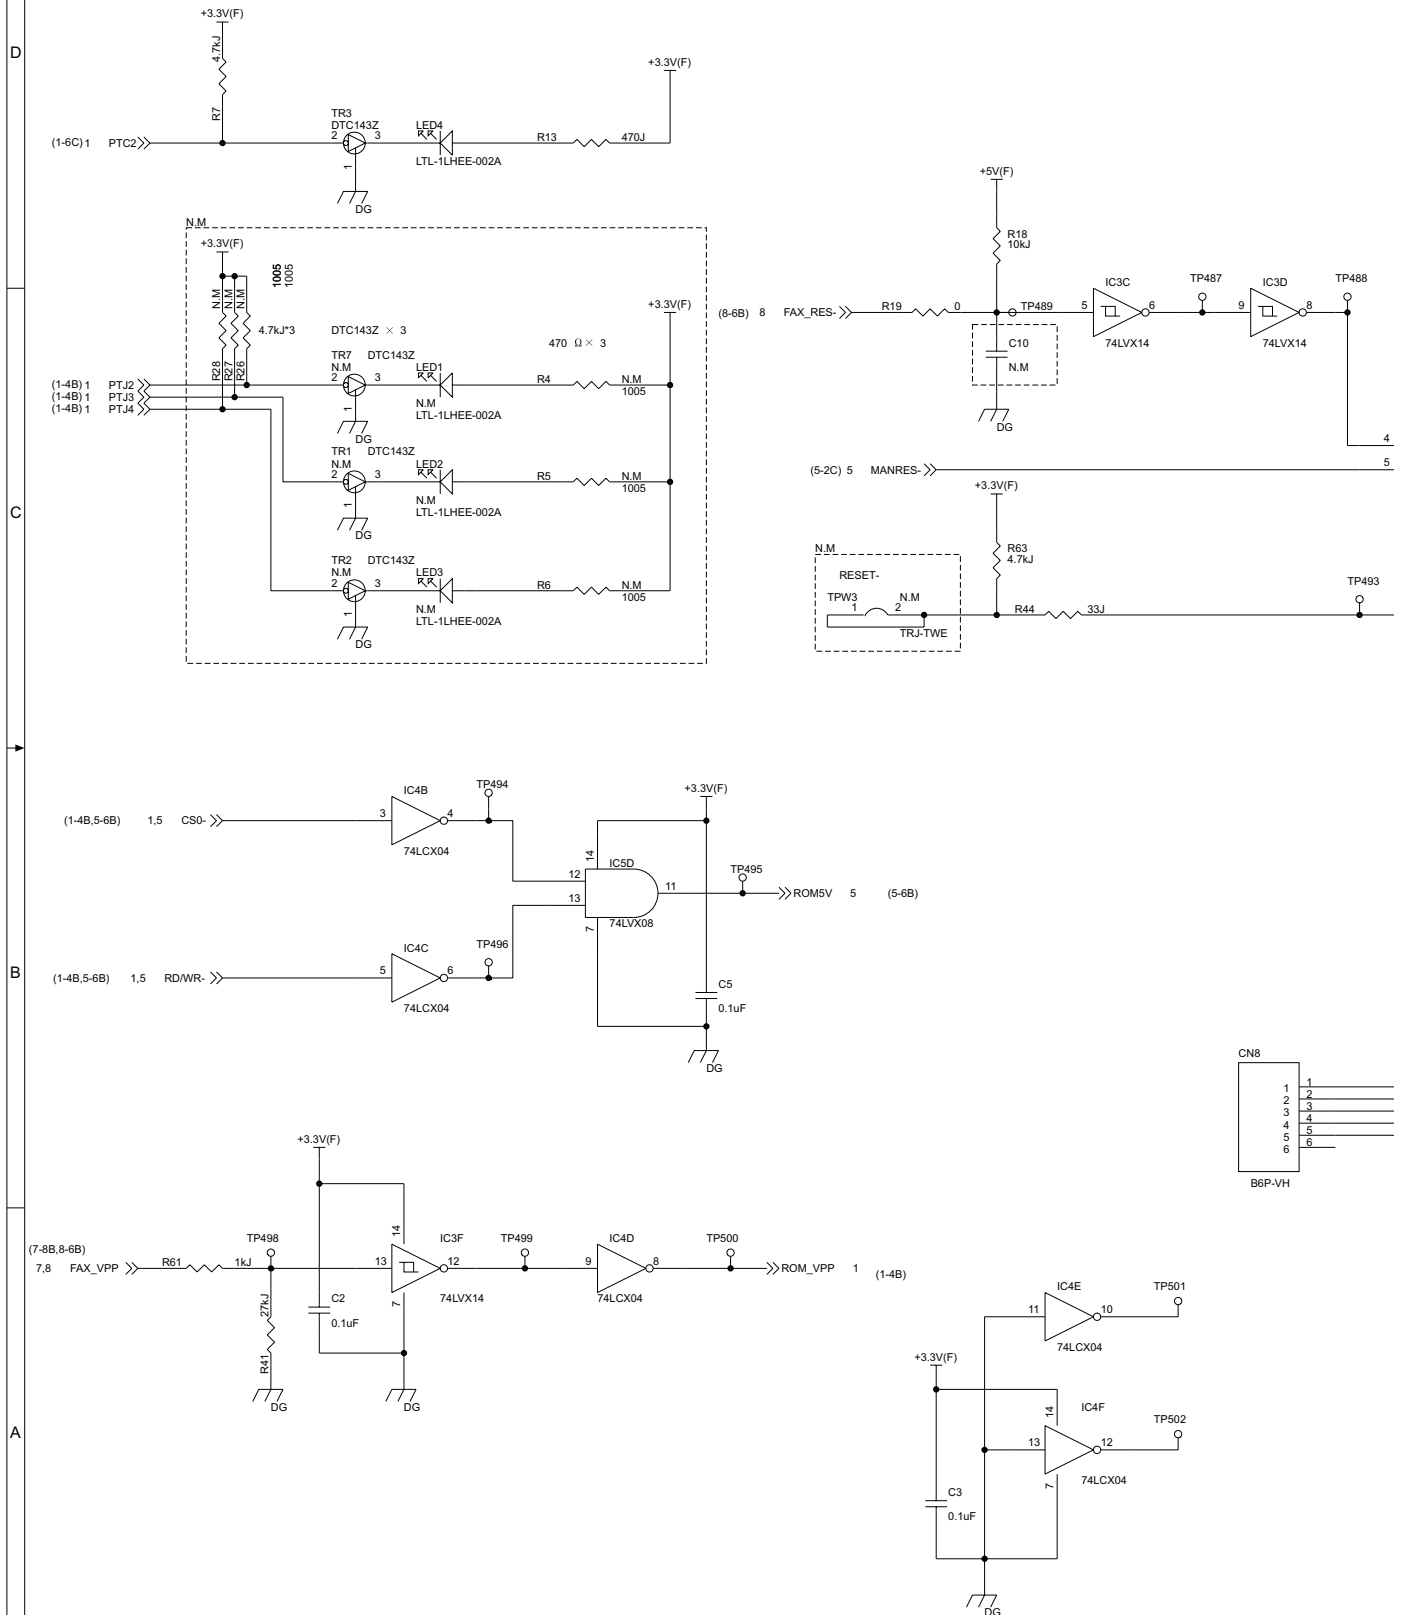 D
+3.3V(F)
4.7kJ
R7
(1-6C) 1 PTC2
TR3
DTC143Z
2 3
1
DG
LED4
LTL-1LHEE-002A
R13 470J
+3.3V(F)
N.M
+3.3V(F)
1005
1005
N.M N.M N.M
4.7kJ*3
R28 R27 R26
DTC143Z × 3
470 Ω × 3
+3.3V(F)
(1-4B) 1 PTJ2
(1-4B) 1 PTJ3
(1-4B) 1 PTJ4
TR7 DTC143Z
N.M
2 3
1
DG
LED1
N.M
LTL-1LHEE-002A
R4 N.M
1005
TR1 DTC143Z
N.M
2 3
1
DG
LED2
N.M
LTL-1LHEE-002A
R5 N.M
1005
TR2 DTC143Z
N.M
2 3
1
DG
LED3
N.M
LTL-1LHEE-002A
R6 N.M
1005
+5V(F)
R18
10kJ
(8-6B) 8 FAX_RES-
R19 0
TP489
C10
N.M
DG
IC3C
5 6
74LVX14
TP487
IC3D
9 8
74LVX14
TP488
4
5
(5-2C) 5 MANRES-
C
+3.3V(F)
R63
4.7kJ
N.M
RESET-
TPW3 N.M
1 2
TRJ-TWE
R44 33J
TP493
IC4B
(1-4B,5-6B) 1,5 CS0-
3 4
74LCX04
TP494
+3.3V(F)
14
IC5D
12
13
11
7
74LVX08
TP495
ROM5V 5 (5-6B)
B
(1-4B,5-6B) 1,5 RD/WR-
IC4C
5 6
74LCX04
TP496
C5
0.1uF
DG
CN8
1 1
2 2
3 3
4 4
5 5
6 6
B6P-VH
+3.3V(F)
(7-8B,8-6B)
7,8 FAX_VPP
R61 1kJ
TP498
27kJ
R41
DG
C2
0.1uF
14
IC3F
13 12
7
74LVX14
DG
TP499
IC4D
9 8
74LCX04
TP500
ROM_VPP 1 (1-4B)
A
IC4E
11 10
74LCX04
TP501
+3.3V(F)
14
IC4F
13 12
7
74LCX04
TP502
C3
0.1uF
DG